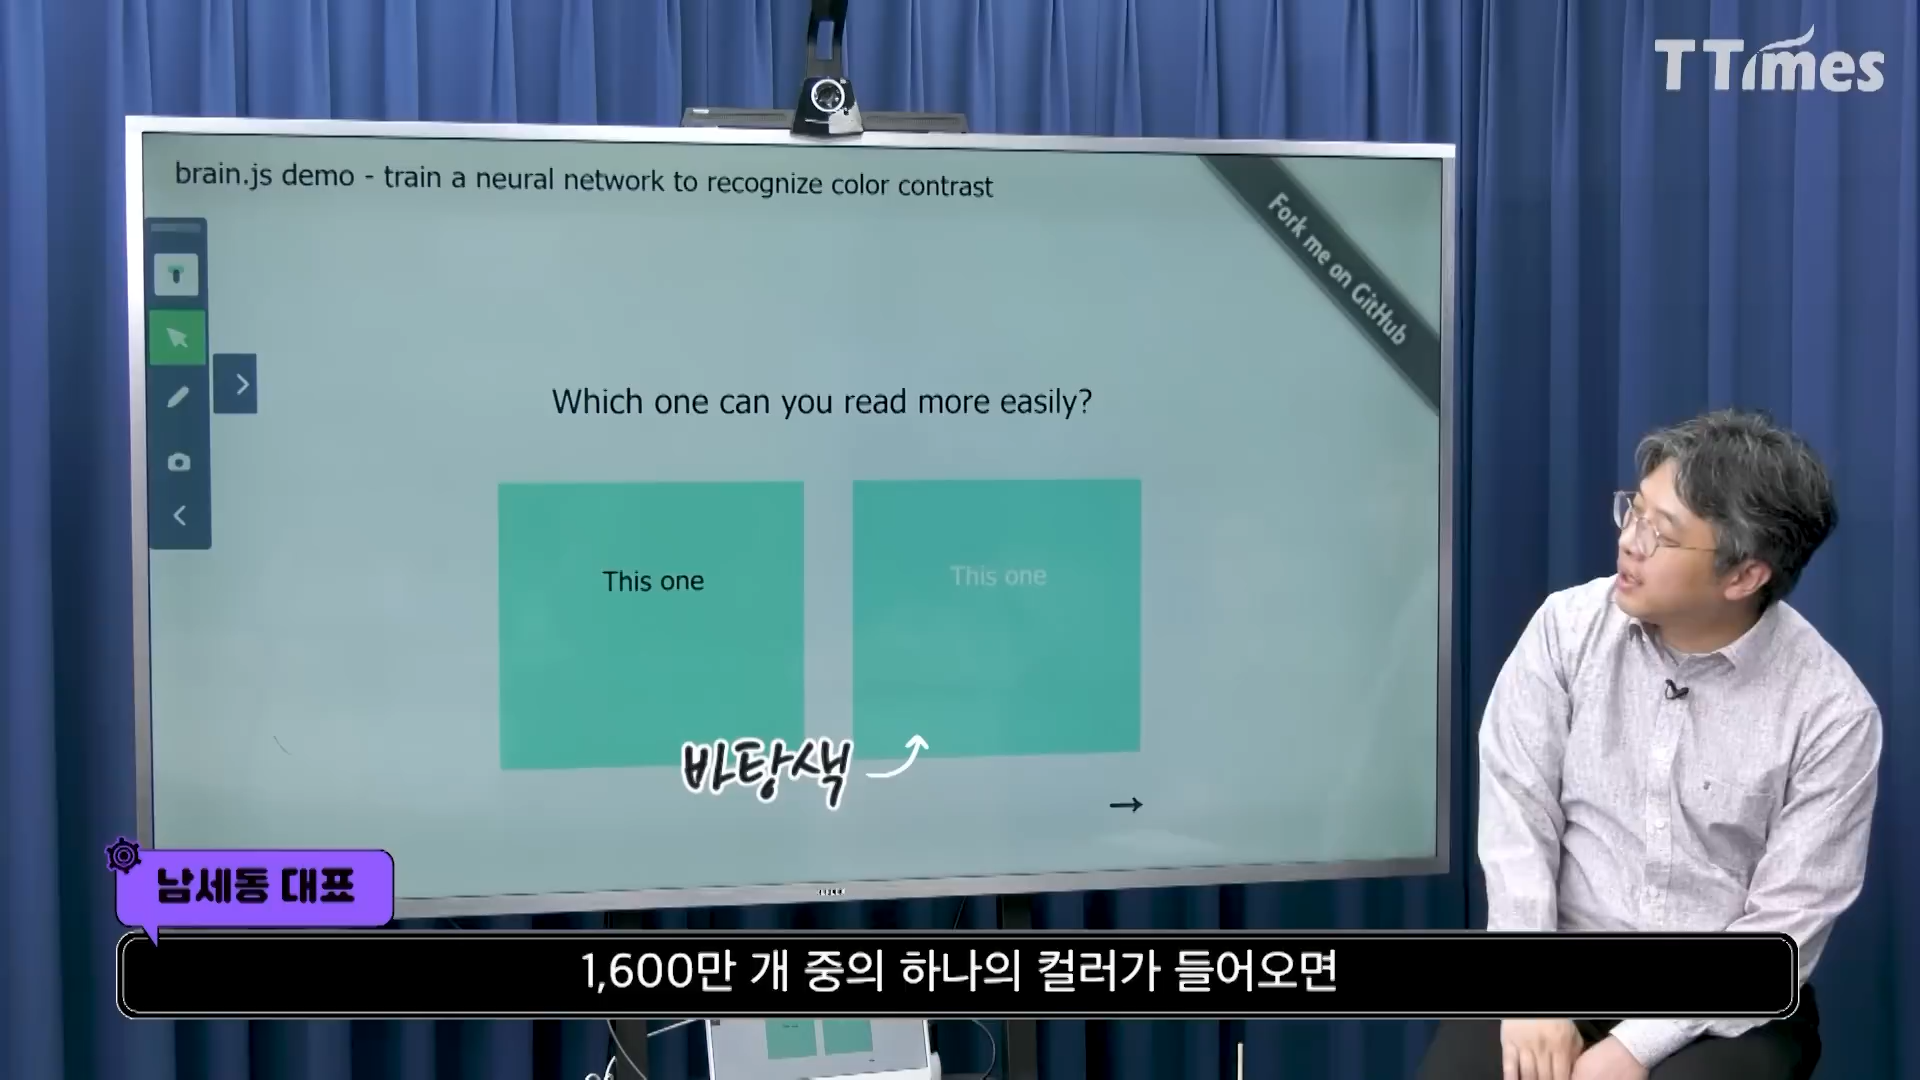 TTimes
brain.js demo - train a neural network to recognize color contrast
Fork me on GitHub
Which one can you read more easily?
This one
This one
바탕색
→
남세동 대표
1,600만 개 중의 하나의 컬러가 들어오면